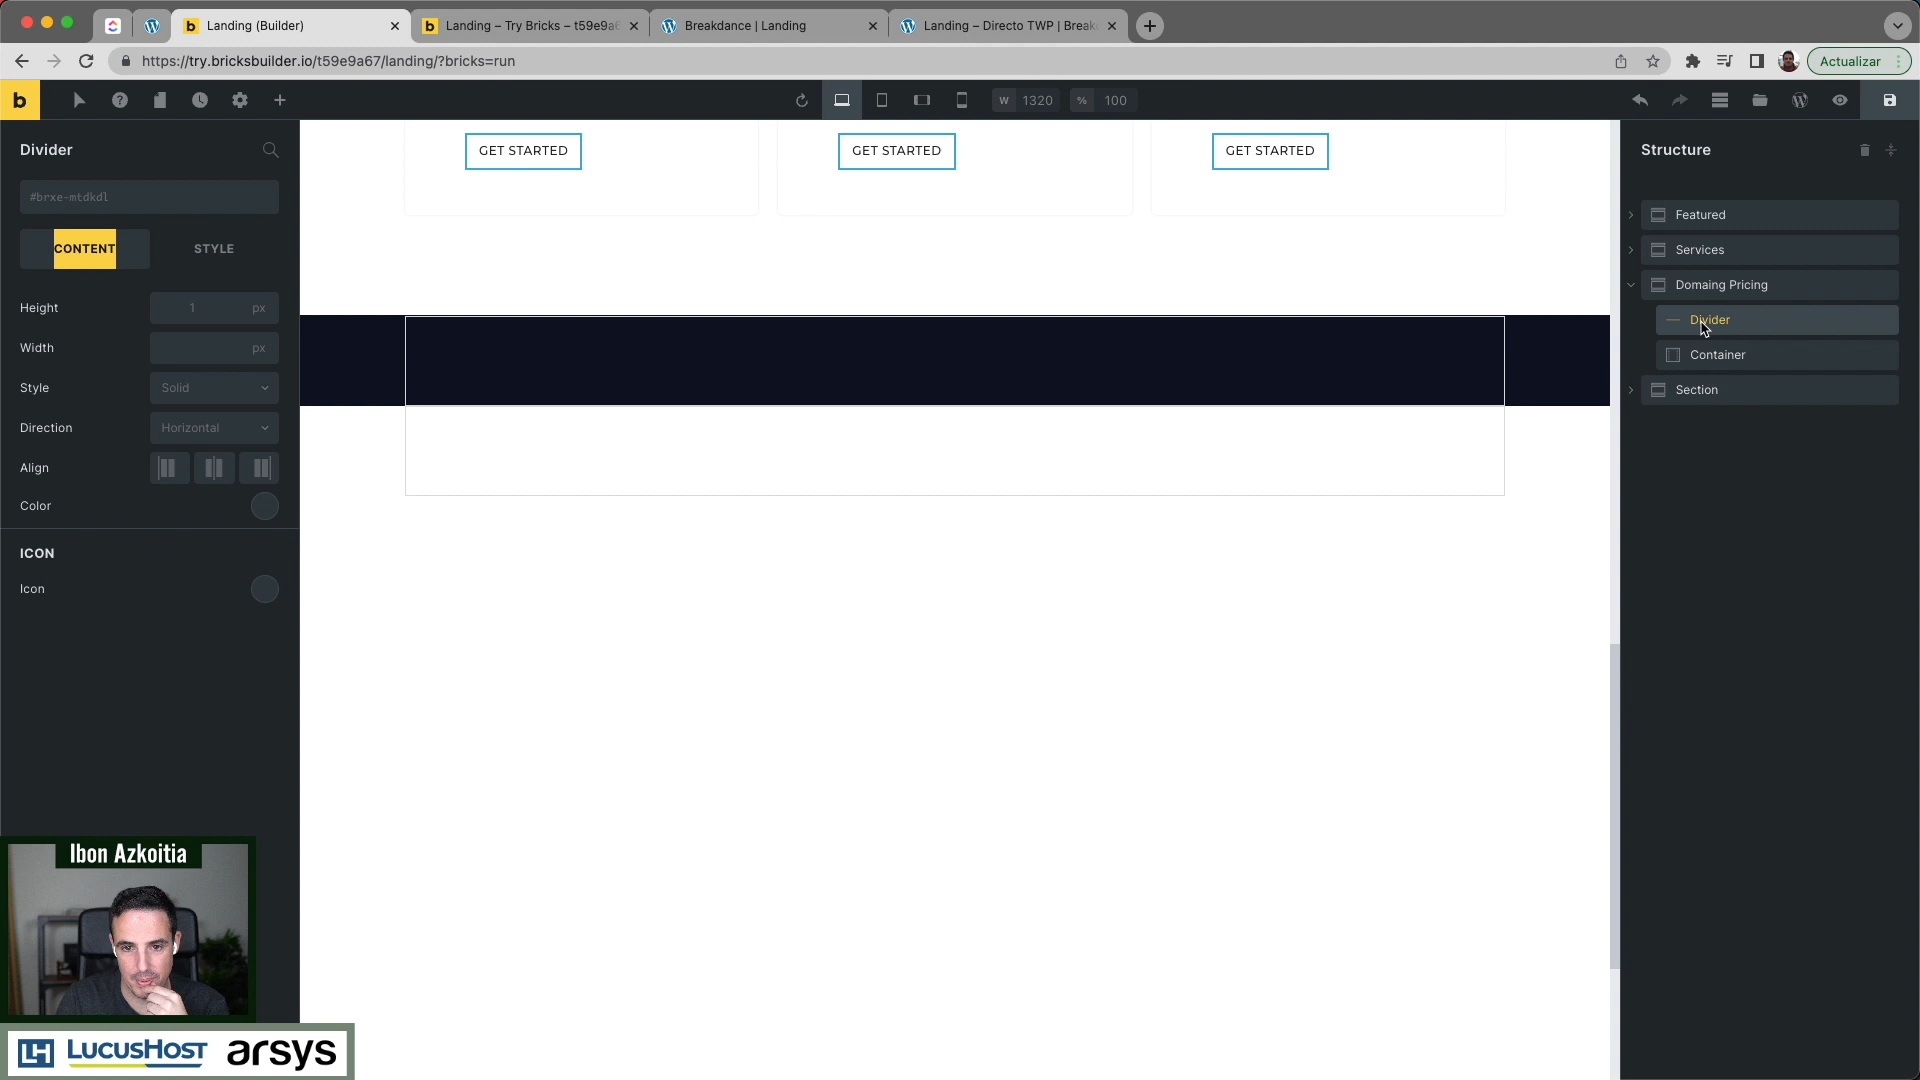 Landing (Builder)
Landing – Try Bricks – t59e9a6
Breakdance | Landing
Landing – Directo TWP | Break
https://try.bricksbuilder.io/t59e9a67/landing/?bricks=run
Actualizar
b
W 1320
% 100
Divider
#brxe-mtdkdl
CONTENT
STYLE
Height
1 px
Width
px
Style
Solid
Direction
Horizontal
Align
Color
ICON
Icon
GET STARTED
GET STARTED
GET STARTED
Structure
Featured
Services
Domaing Pricing
Divider
Container
Section
Ibon Azkoitia
LH LucusHost arsys